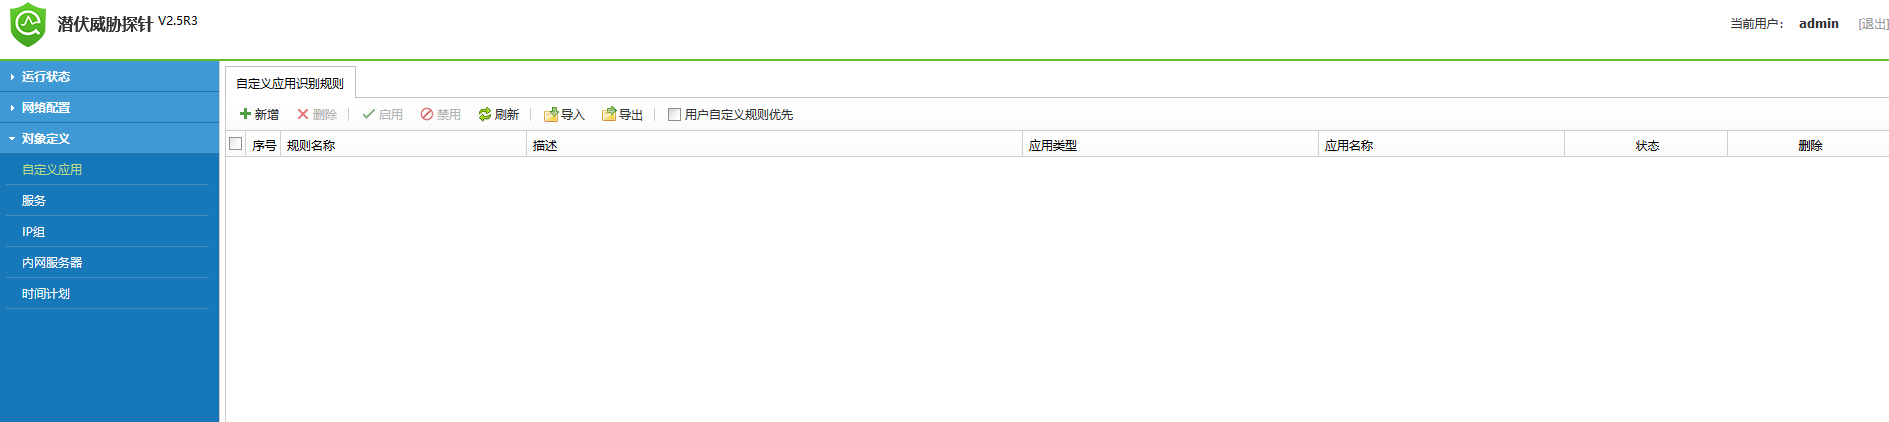 潜伏威胁探针 V2.5R3
当前用户： admin [退出]
运行状态
网络配置
对象定义
自定义应用
服务
IP组
内网服务器
时间计划
自定义应用识别规则
新增 删除 启用 禁用 刷新 导入 导出 用户自定义规则优先
序号 规则名称 描述 应用类型 应用名称 状态 删除